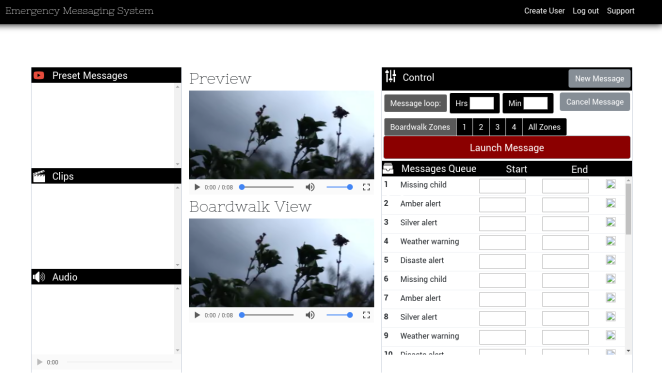 Emergency Messaging System
Create User Log out Support
Preset Messages
Clips
Audio
0:00
Preview
0:00 / 0:08
Boardwalk View
0:00 / 0:08
Control
New Message
Message loop: Hrs Min Cancel Message
Boardwalk Zones 1 2 3 4 All Zones
Launch Message
Messages Queue Start End
1 Missing child
2 Amber alert
3 Silver alert
4 Weather warning
5 Disaste alert
6 Missing child
7 Amber alert
8 Silver alert
9 Weather warning
10 Disaste alert